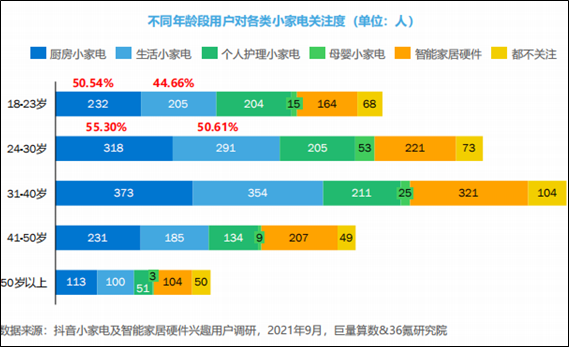 不同年龄段用户对各类小家电关注度（单位：人）
厨房小家电 生活小家电 个人护理小家电 母婴小家电 智能家居硬件 都不关注
50.54% 44.66%
18-23岁 232 205 204 15 164 68
55.30% 50.61%
24-30岁 318 291 205 53 221 73
31-40岁 373 354 211 25 321 104
41-50岁 231 185 134 9 207 49
50岁以上 113 100 51 3 104 50
数据来源：抖音小家电及智能家居硬件兴趣用户调研，2021年9月，巨量算数&36氪研究院